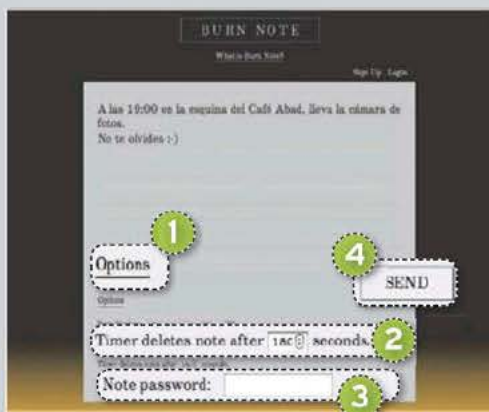 BURN NOTE
What is Burn Note?
Sign Up Login
A las 19:00 en la esquina del Café Abad, lleva la cámara de
fotos.
No te olvides :-)
1
Options
4
SEND
Options
Timer deletes note after seconds.
2
Note password:
3